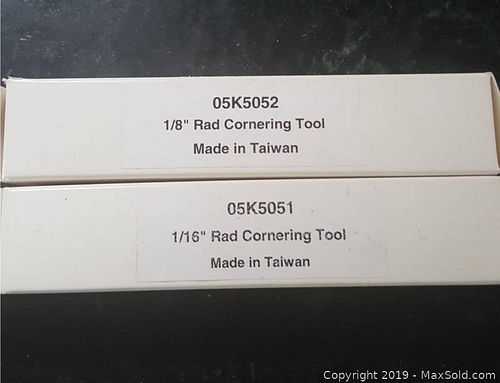 05K5052
1/8" Rad Cornering Tool
Made in Taiwan
05K5051
1/16" Rad Cornering Tool
Made in Taiwan
Copyright 2019 - MaxSold.com